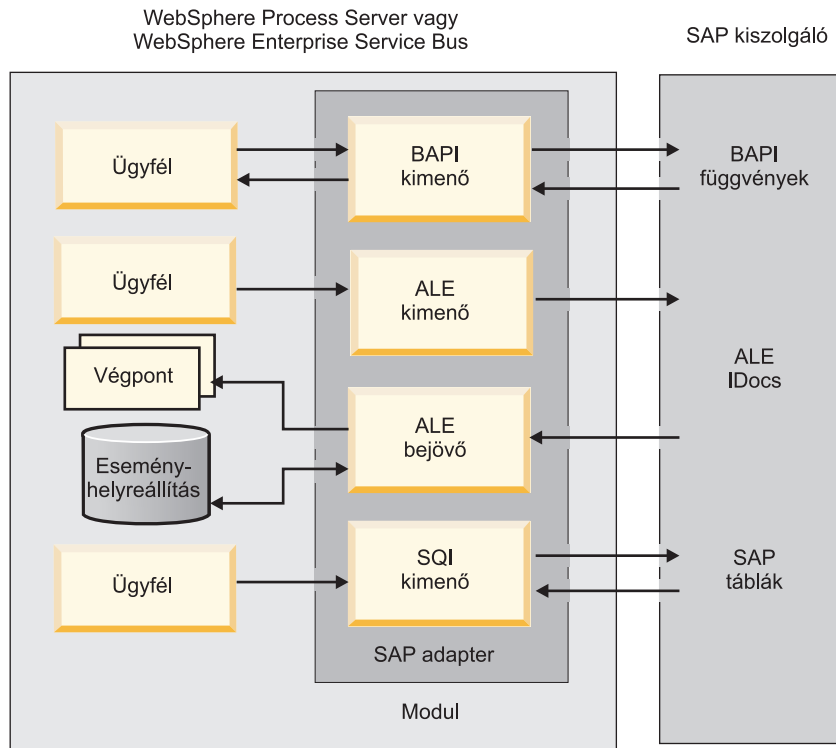 WebSphere Process Server vagy
WebSphere Enterprise Service Bus
SAP kiszolgáló
Ügyfél
BAPI
kimenő
BAPI
függvények
Ügyfél
ALE
kimenő
ALE
IDocs
Végpont
ALE
bejövő
Esemény-
helyreállítás
Ügyfél
SQI
kimenő
SAP
táblák
SAP adapter
Modul